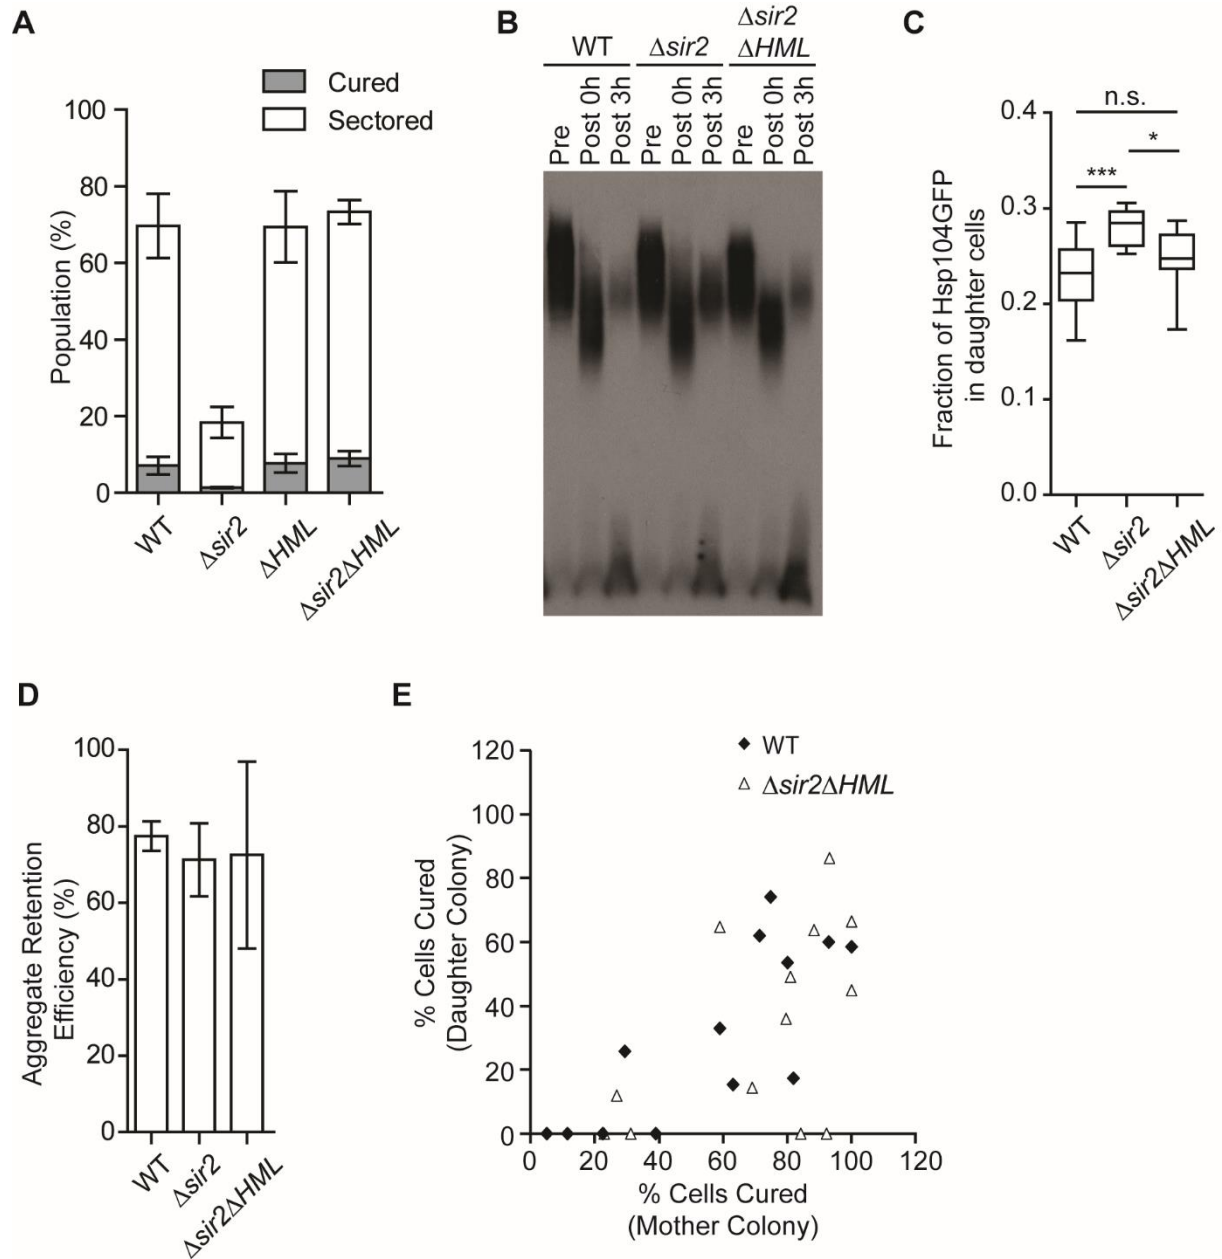 A
Cured
Sectored
Population (%)
100
80
60
40
20
0
WT
Δsir2
ΔHML
Δsir2ΔHML
B
WT
Δsir2
Δsir2
ΔHML
Pre
Post 0h
Post 3h
Pre
Post 0h
Post 3h
Pre
Post 0h
Post 3h
C
Fraction of Hsp104GFP
in daughter cells
0.4
0.3
0.2
0.1
0.0
n.s.
*
***
WT
Δsir2
Δsir2ΔHML
D
Aggregate Retention
Efficiency (%)
100
80
60
40
20
0
WT
Δsir2
Δsir2ΔHML
E
WT
Δsir2ΔHML
% Cells Cured
(Daughter Colony)
120
100
80
60
40
20
0
0 20 40 60 80 100 120
% Cells Cured
(Mother Colony)